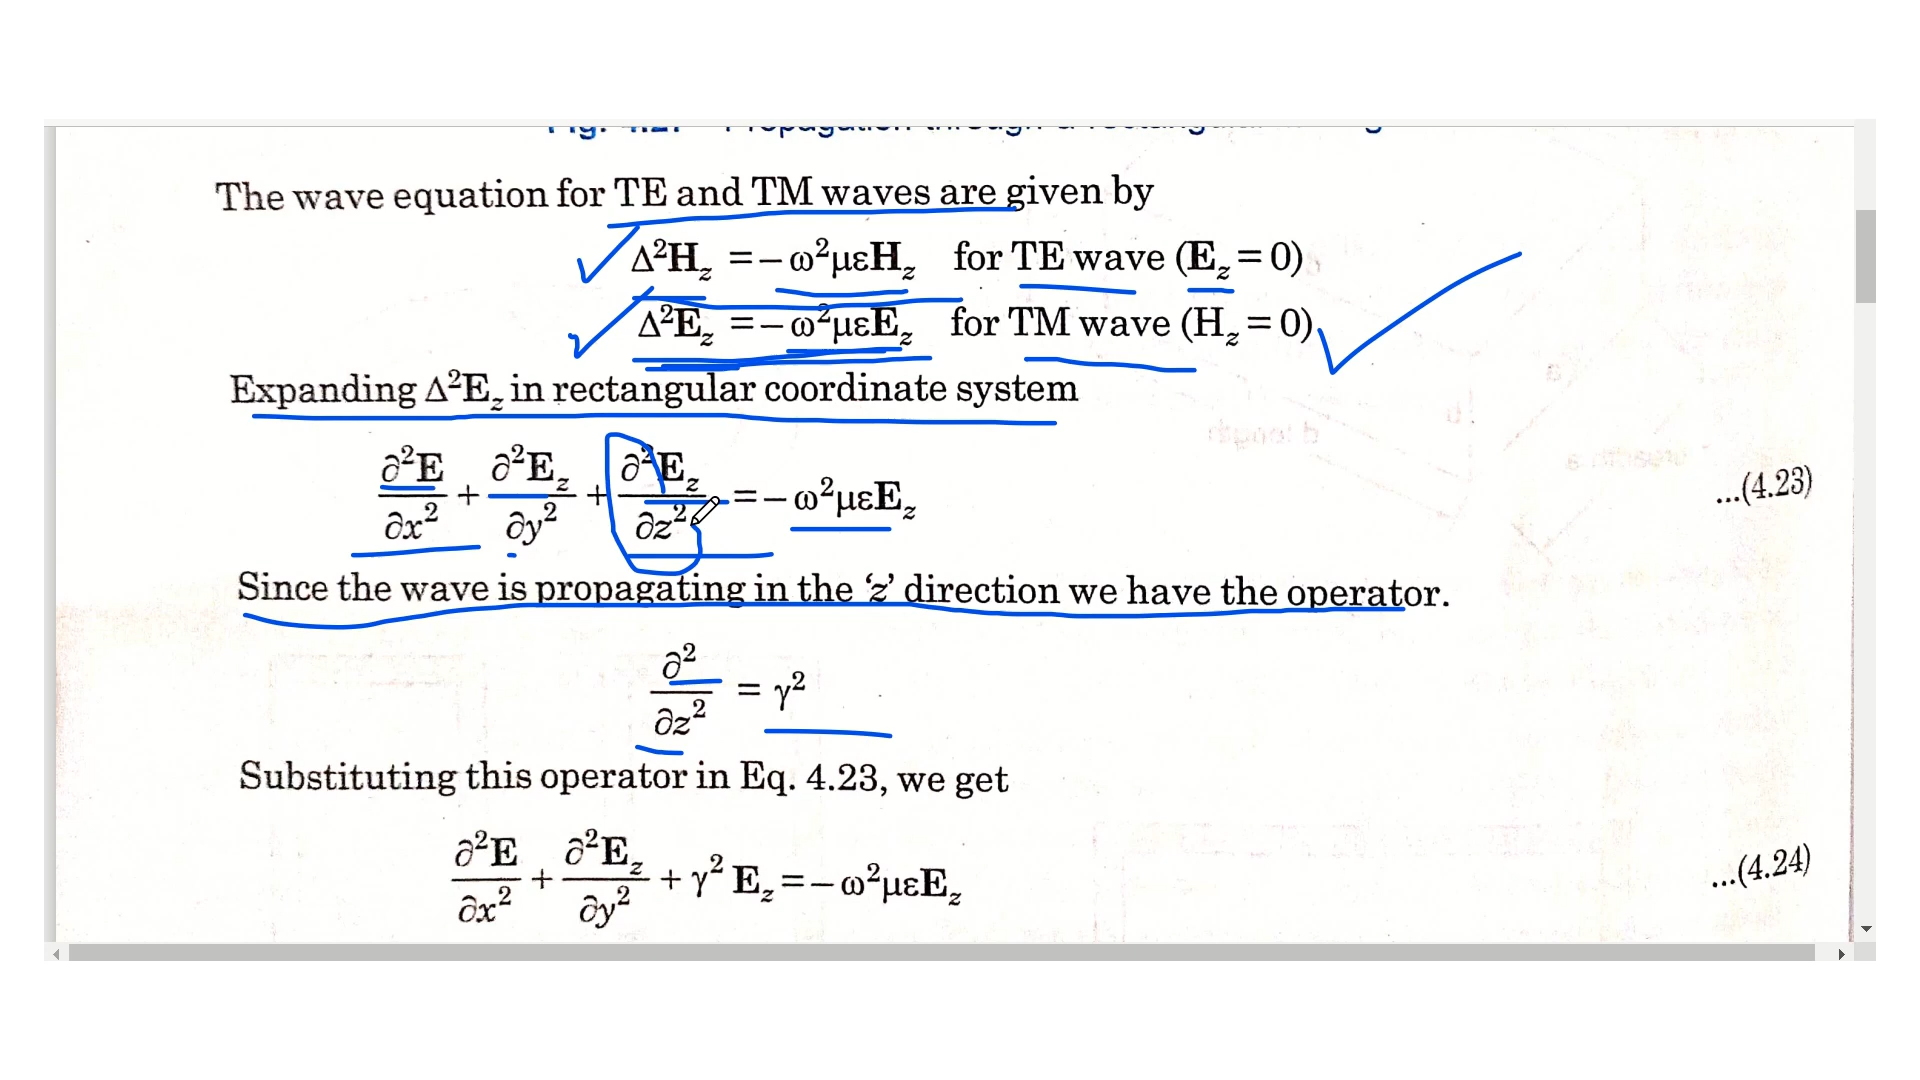 The wave equation for TE and TM waves are given by
Δ²H_z = – ω²μεH_z for TE wave (E_z = 0)
Δ²E_z = – ω²μεE_z for TM wave (H_z = 0)
Expanding Δ²E_z in rectangular coordinate system
∂²E/∂x² + ∂²E_z/∂y² + ∂²E_z/∂z² = – ω²μεE_z ...(4.23)
Since the wave is propagating in the ‘z’ direction we have the operator.
∂²/∂z² = γ²
Substituting this operator in Eq. 4.23, we get
∂²E/∂x² + ∂²E_z/∂y² + γ² E_z = – ω²μεE_z ...(4.24)